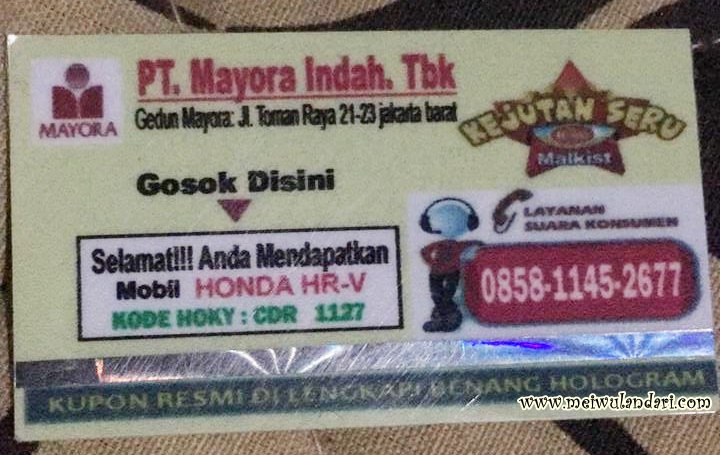 MAYORA
PT. Mayora Indah. Tbk
Gedun Mayora: Jl. Toman Raya 21-23 jakarta barat
KEJUTAN SERU
Malkist
Gosok Disini
Selamat!!! Anda Mendapatkan
Mobil HONDA HR-V
KODE HOKY : CDR 1127
LAYANAN
SUARA KONSUMEN
0858-1145-2677
KUPON RESMI DI LENGKAPI BENANG HOLOGRAM
www.meiwulandari.com